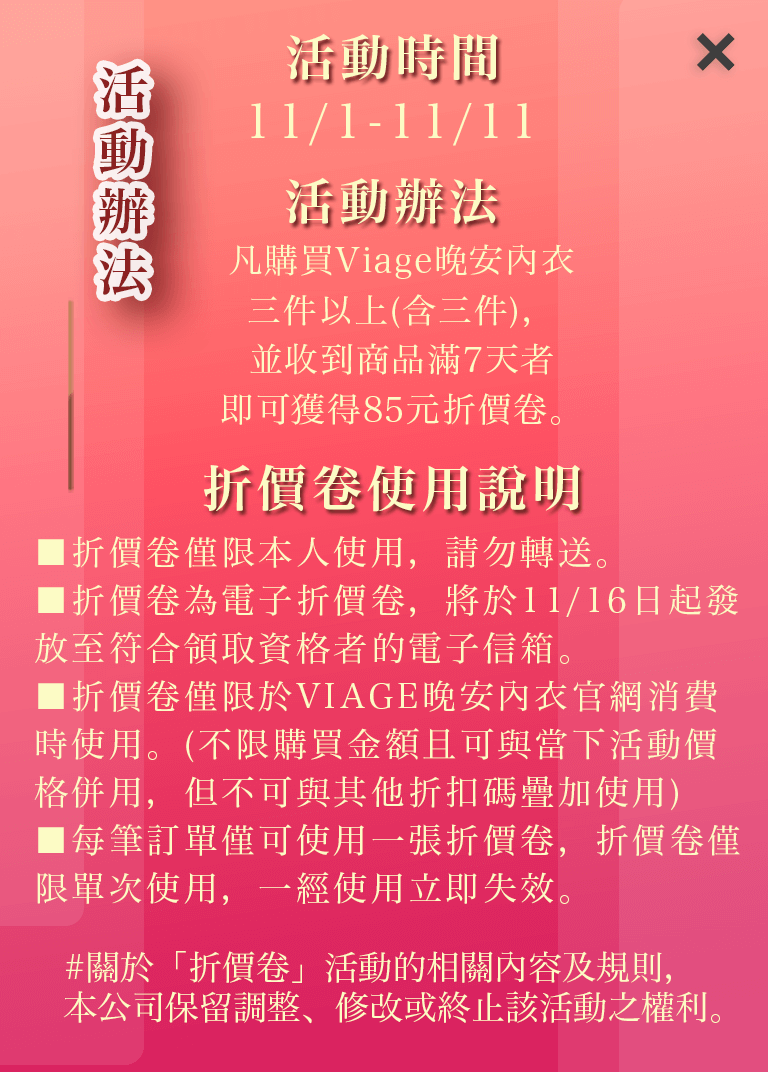 活動辦法
活動時間
11/1-11/11
活動辦法
凡購買Viage晚安內衣
三件以上(含三件),
並收到商品滿7天者
即可獲得85元折價卷。
折價卷使用說明
■折價卷僅限本人使用，請勿轉送。
■折價卷為電子折價卷，將於11/16日起發
放至符合領取資格者的電子信箱。
■折價卷僅限於VIAGE晚安內衣官網消費
時使用。(不限購買金額且可與當下活動價
格併用，但不可與其他折扣碼疊加使用)
■每筆訂單僅可使用一張折價卷，折價卷僅
限單次使用，一經使用立即失效。
#關於「折價卷」活動的相關內容及規則，
本公司保留調整、修改或終止該活動之權利。